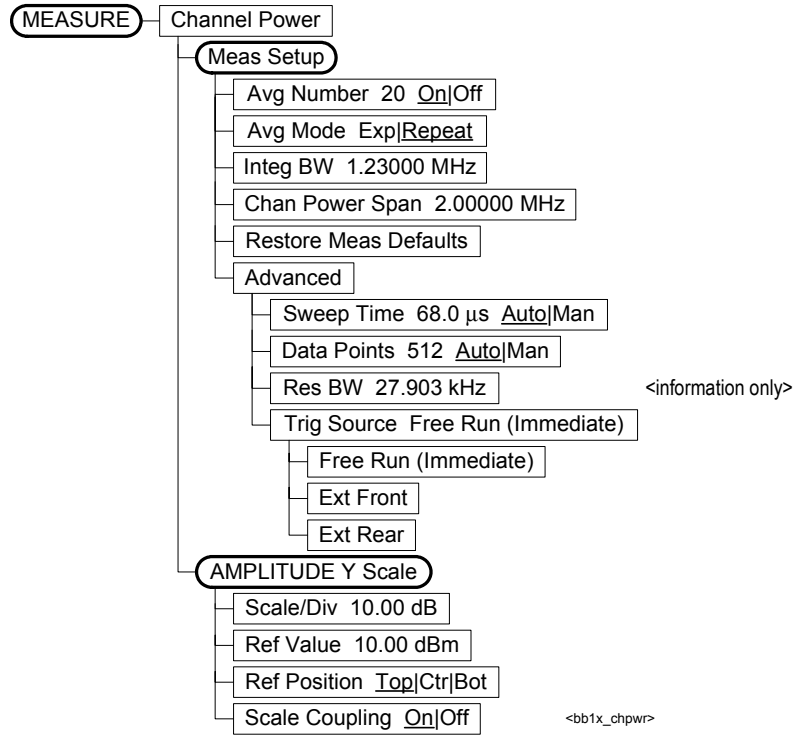 MEASURE
Channel Power
Meas Setup
Avg Number 20 On|Off
Avg Mode Exp|Repeat
Integ BW 1.23000 MHz
Chan Power Span 2.00000 MHz
Restore Meas Defaults
Advanced
Sweep Time 68.0 μs Auto|Man
Data Points 512 Auto|Man
Res BW 27.903 kHz <information only>
Trig Source Free Run (Immediate)
Free Run (Immediate)
Ext Front
Ext Rear
AMPLITUDE Y Scale
Scale/Div 10.00 dB
Ref Value 10.00 dBm
Ref Position Top|Ctr|Bot
Scale Coupling On|Off <bb1x_chpwr>